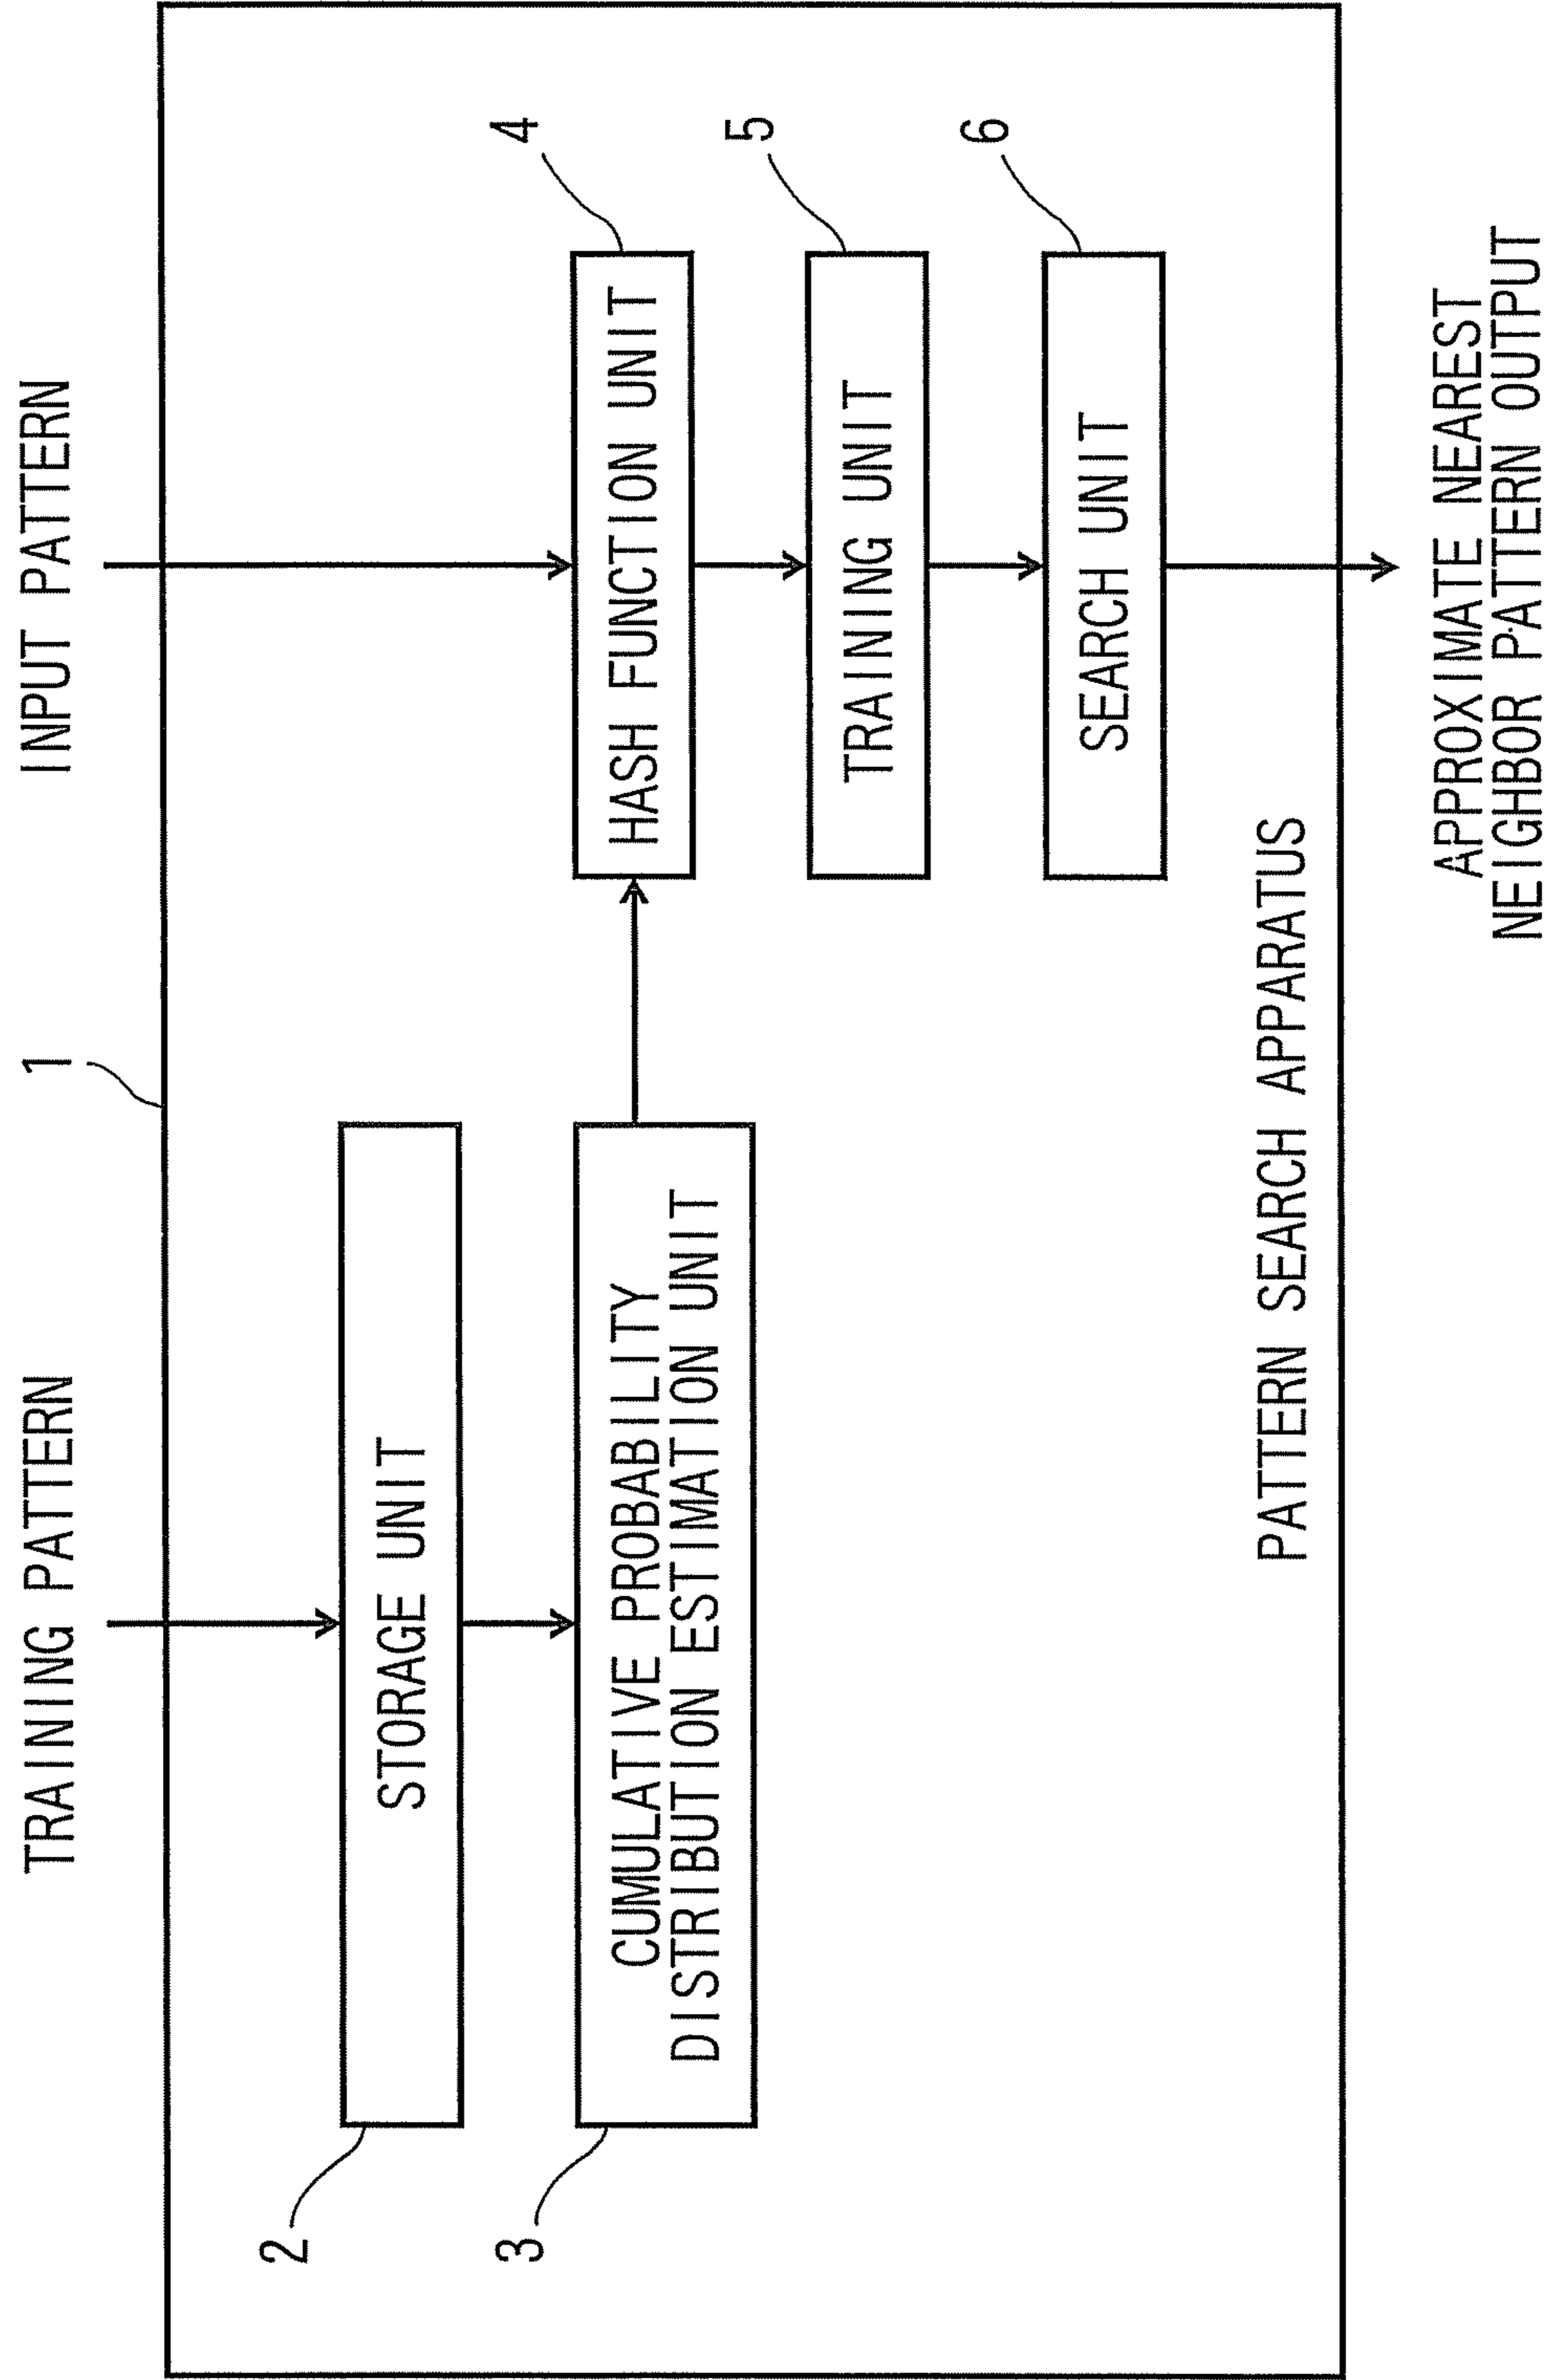 TRAINING PATTERN
1
INPUT PATTERN
2
STORAGE UNIT
3
CUMULATIVE PROBABILITY
DISTRIBUTION ESTIMATION UNIT
HASH FUNCTION UNIT
4
TRAINING UNIT
5
SEARCH UNIT
6
PATTERN SEARCH APPARATUS
APPROXIMATE NEAREST
NEIGHBOR PATTERN OUTPUT